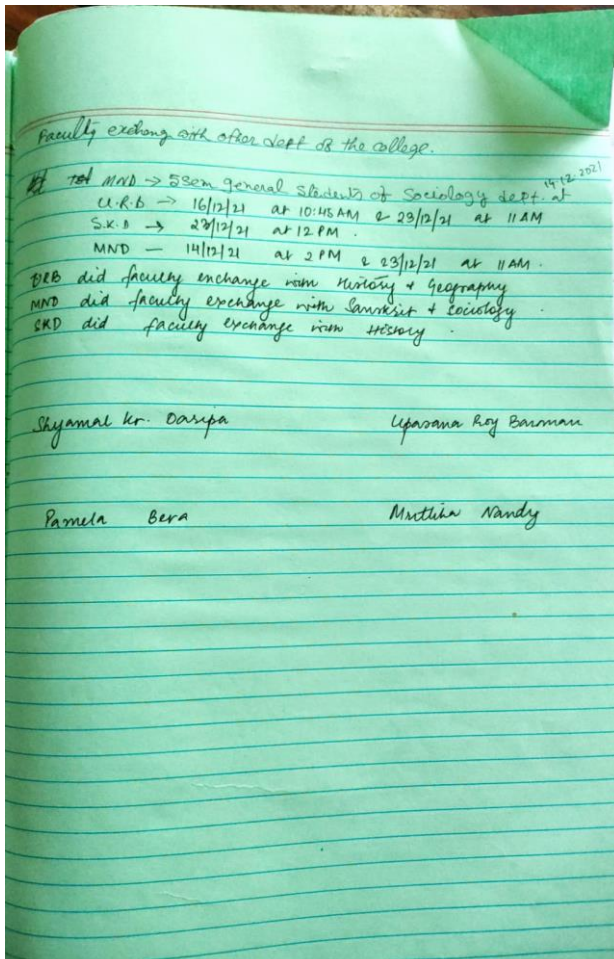 Faculty exchang with other dept of the college.
14.12.2021
MND → 5 sem general students of Sociology dept. at
U.R.B → 16/12/21 at 10:45 AM & 23/12/21 at 11 AM
S.K.D → 23/12/21 at 12 PM.
MND — 14/12/21 at 2 PM & 23/12/21 at 11 AM.
URB did faculty enchange with History & Geography
MND did faculty exchange with Sanskrit & Sociology.
SKD did faculty exchange with History.
Shyamal Kr. Daripa Upasana Roy Barman
Pamela Bera Nandy